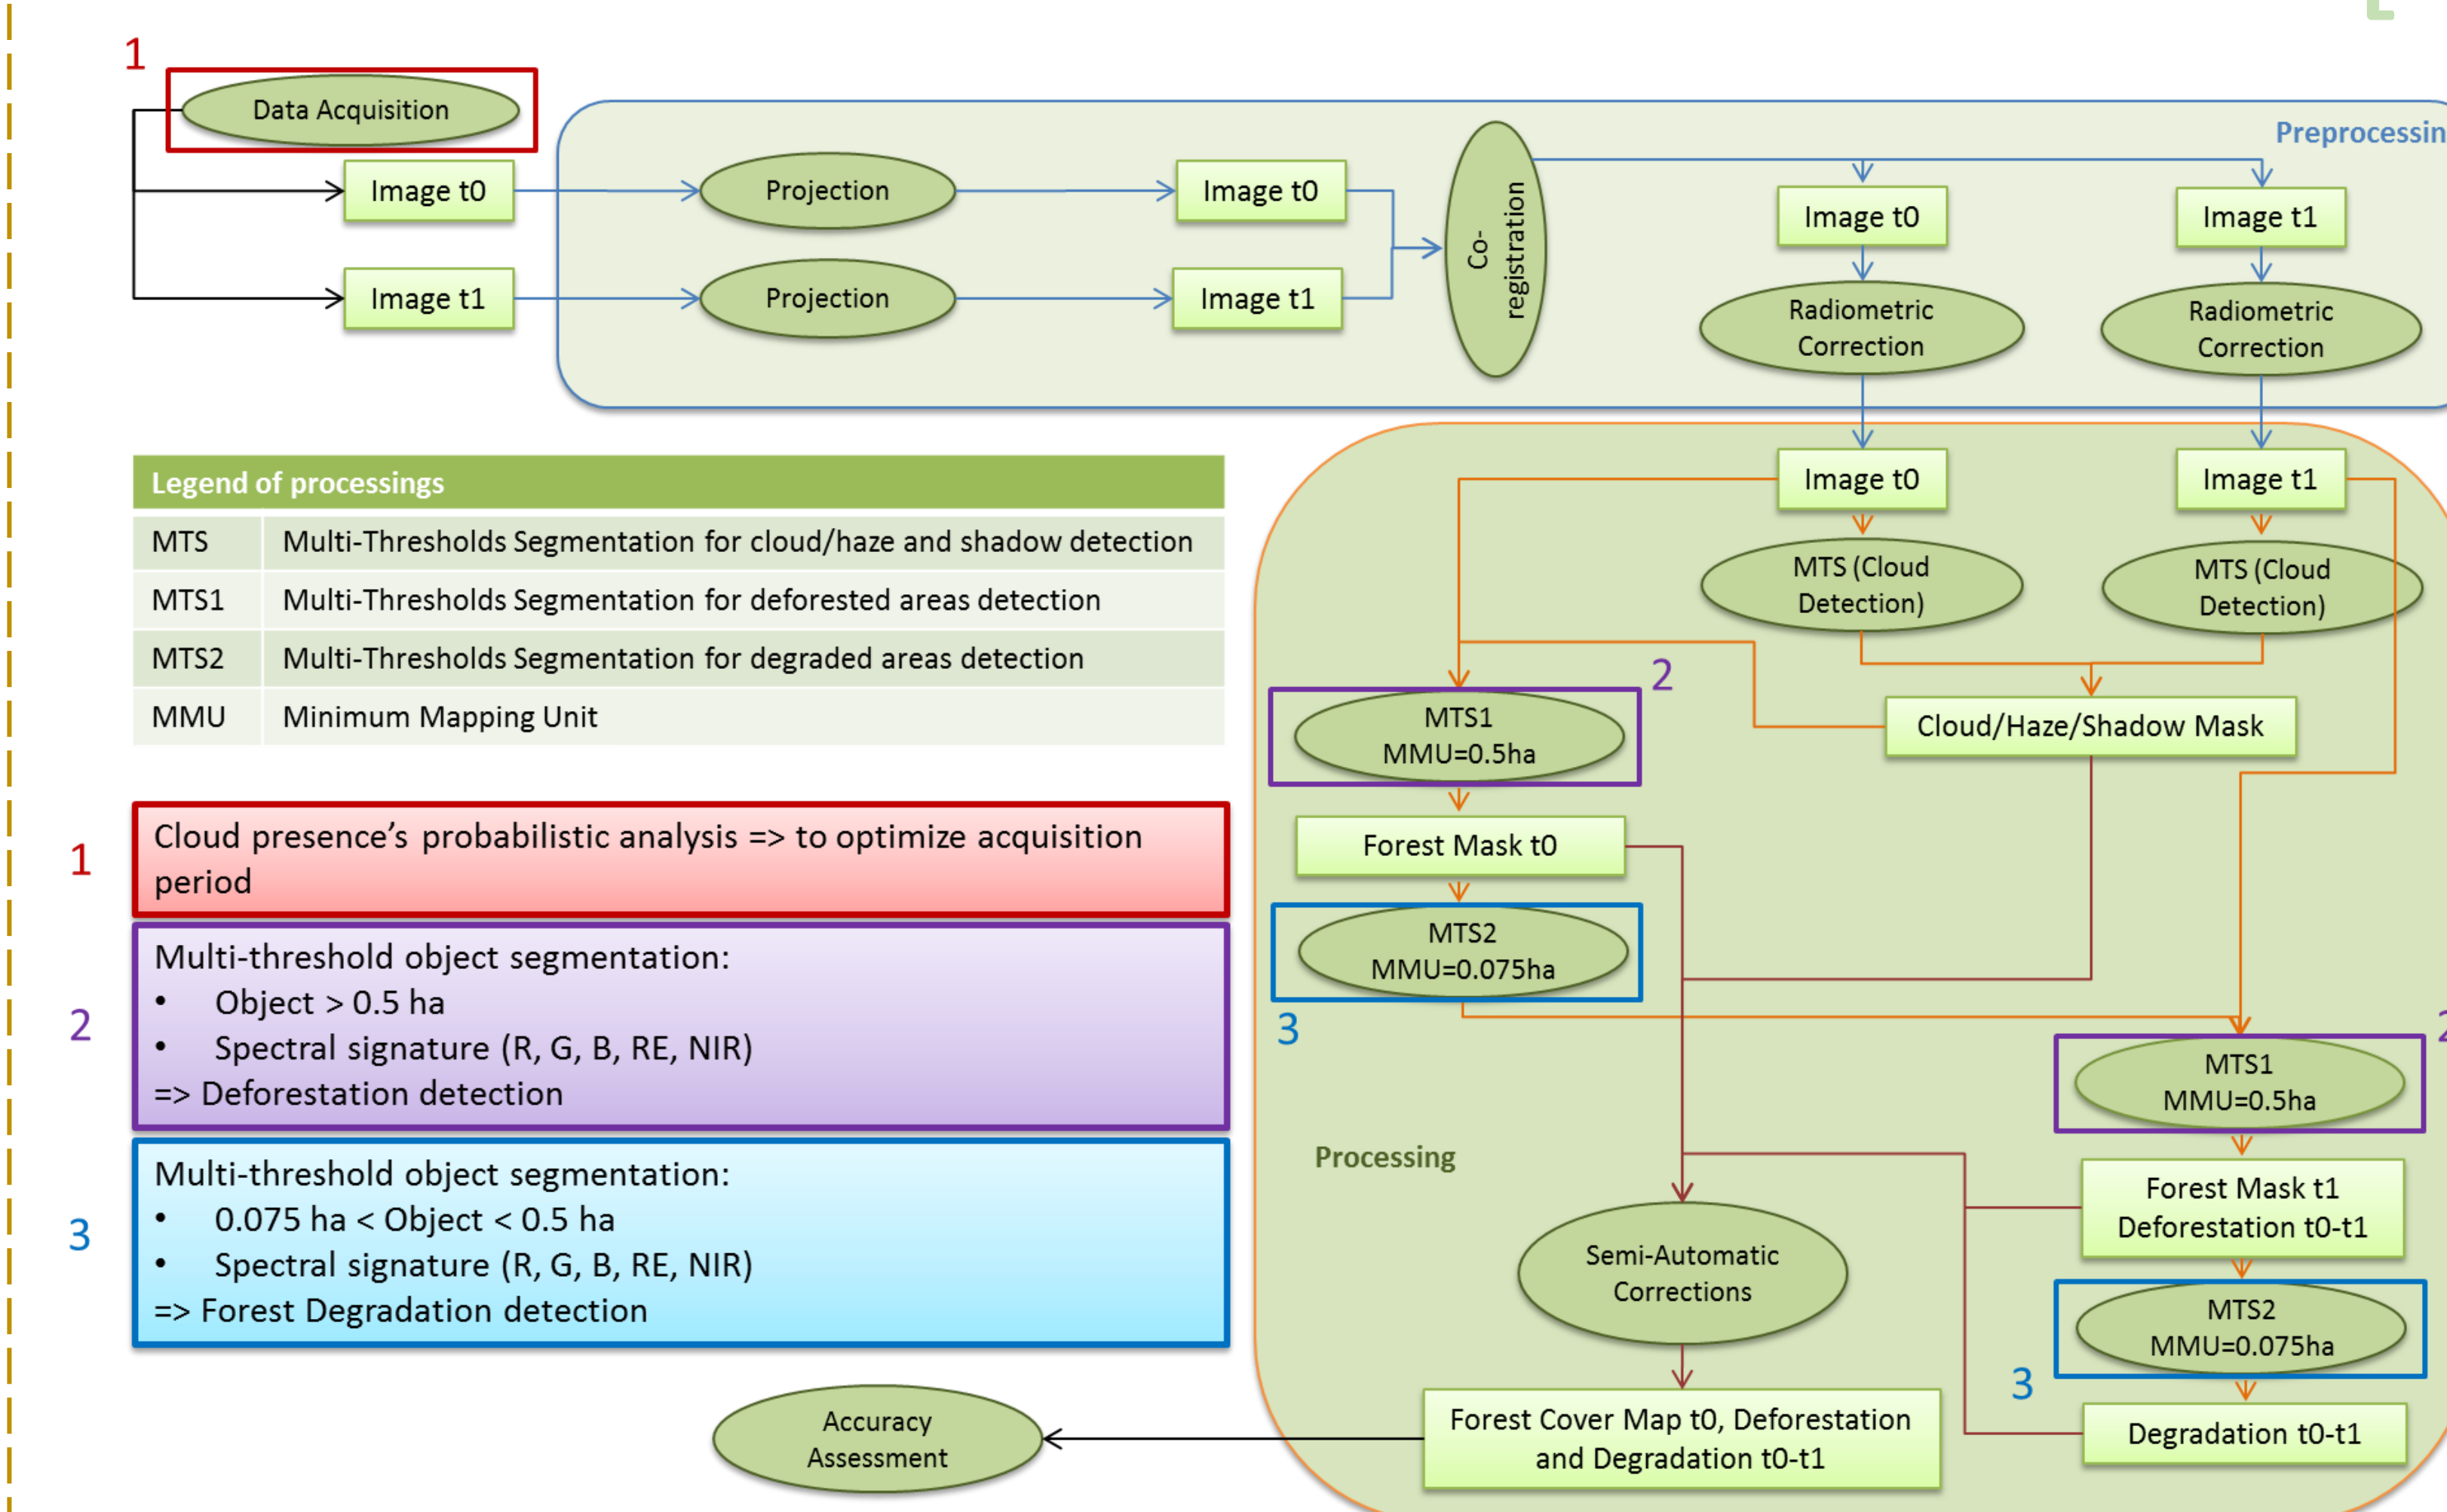 1
Data Acquisition
Preprocessin
Image t0
Projection
Image t0
Co-
registration
Image t0
Image t1
Image t1
Projection
Image t1
Radiometric
Correction
Radiometric
Correction
Legend of processings
MTS Multi-Thresholds Segmentation for cloud/haze and shadow detection
MTS1 Multi-Thresholds Segmentation for deforested areas detection
MTS2 Multi-Thresholds Segmentation for degraded areas detection
MMU Minimum Mapping Unit
1
Cloud presence’s probabilistic analysis => to optimize acquisition
period
2
Multi-threshold object segmentation:
• Object > 0.5 ha
• Spectral signature (R, G, B, RE, NIR)
=> Deforestation detection
3
Multi-threshold object segmentation:
• 0.075 ha < Object < 0.5 ha
• Spectral signature (R, G, B, RE, NIR)
=> Forest Degradation detection
Image t0
Image t1
MTS (Cloud
Detection)
MTS (Cloud
Detection)
2
MTS1
MMU=0.5ha
Cloud/Haze/Shadow Mask
Forest Mask t0
MTS2
MMU=0.075ha
3
2
MTS1
MMU=0.5ha
Processing
Forest Mask t1
Deforestation t0-t1
Semi-Automatic
Corrections
MTS2
MMU=0.075ha
3
Forest Cover Map t0, Deforestation
and Degradation t0-t1
Degradation t0-t1
Accuracy
Assessment